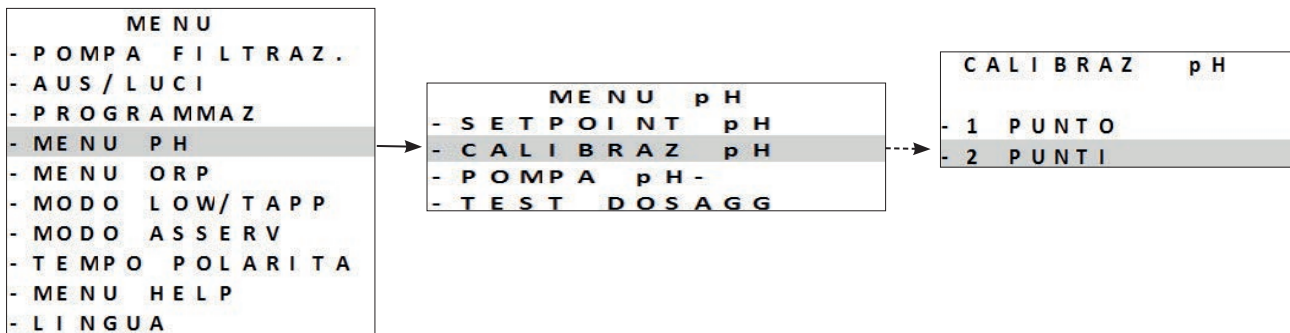 MENU
- POMPA FILTRAZ.
- AUS/LUCI
- PROGRAMMAZ
- MENU PH
- MENU ORP
- MODO LOW/TAPP
- MODO ASSERV
- TEMPO POLARITA
- MENU HELP
- LINGUA
MENU pH
- SETPOINT pH
- CALIBRAZ pH
- POMPA pH-
- TEST DOSAGG
CALIBRAZ pH
- 1 PUNTO
- 2 PUNTI